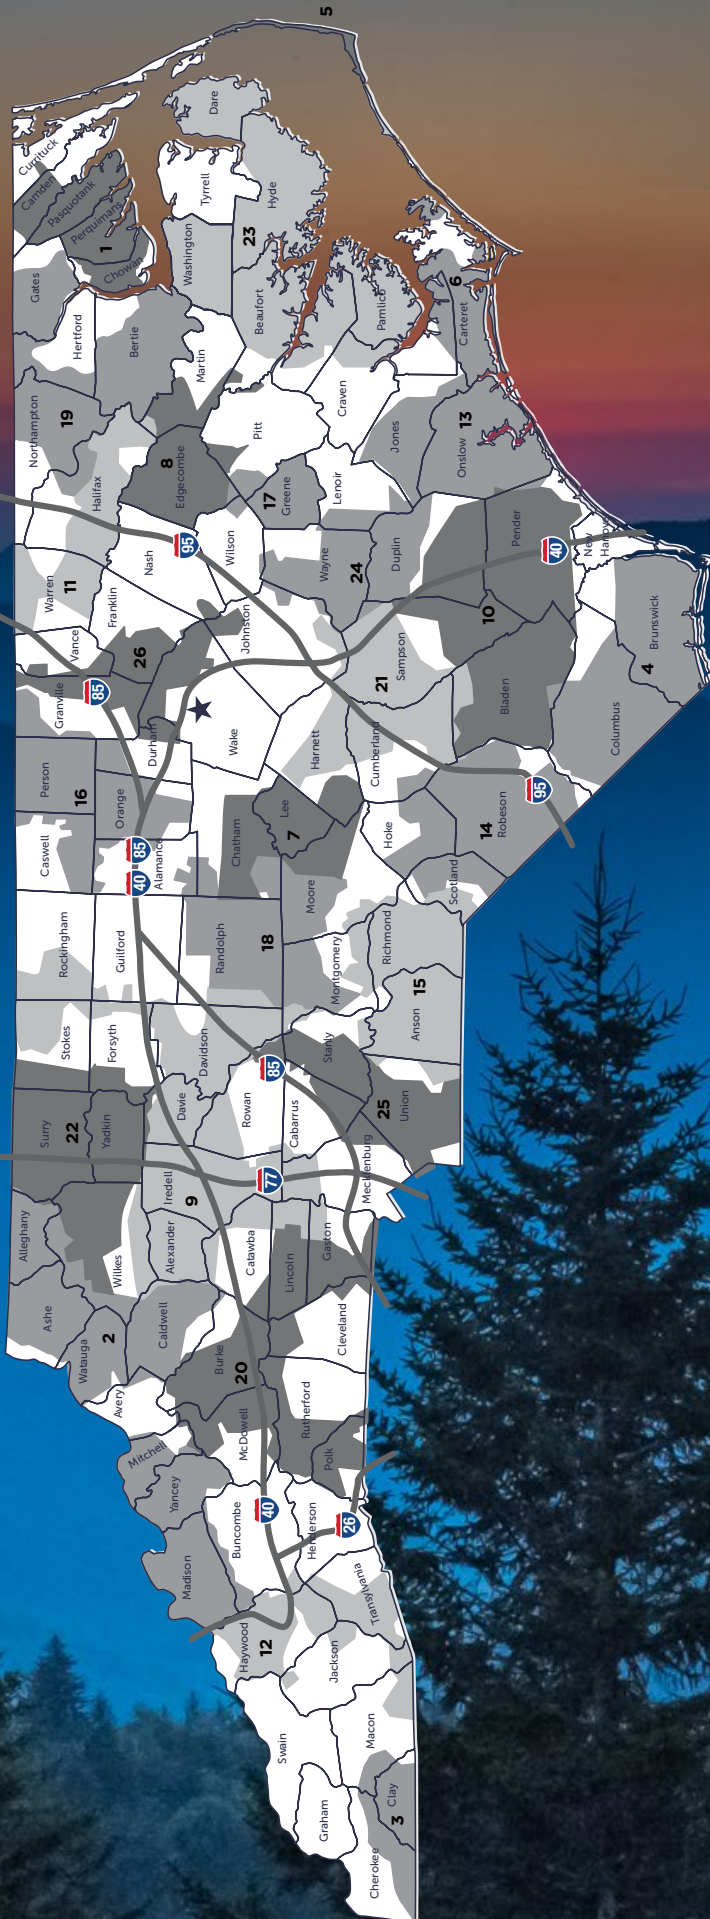 5
Currituck
Camden
Pasquotank
Perquimans
1
Chowan
Gates
Hertford
Bertie
Dare
Tyrrell
Washington
Hyde
23
Beaufort
Martin
Pamlico
6
Carteret
Craven
Northampton
19
Halifax
8
Edgecombe
Pitt
17
Greene
Lenoir
Jones
13
Onslow
95
Warren
11
Nash
Franklin
Wilson
Wayne
24
Duplin
Pender
40
New
Vance
26
Johnston
10
21
Sampson
Bladen
Brunswick
4
Columbus
Granville
85
Durham
Wake
Harnett
Cumberland
95
Person
16
Orange
Caswell
85
40
Alamance
Chatham
Lee
7
Hoke
14
Robeson
Scotland
Moore
Rockingham
Guilford
Randolph
18
Montgomery
Richmond
15
Anson
Stokes
Forsyth
Davidson
85
Stanly
Surry
22
Yadkin
Davie
Rowan
Cabarrus
25
Union
Mecklenburg
77
Iredell
9
Alexander
Catawba
Lincoln
Gaston
Alleghany
Wilkes
Ashe
Watauga
2
Caldwell
Burke
20
Cleveland
Avery
Mitchell
McDowell
Rutherford
Polk
Yancey
Buncombe
40
Henderson
26
Madison
Haywood
12
Transylvania
Jackson
Swain
Macon
Graham
Clay
3
Cherokee